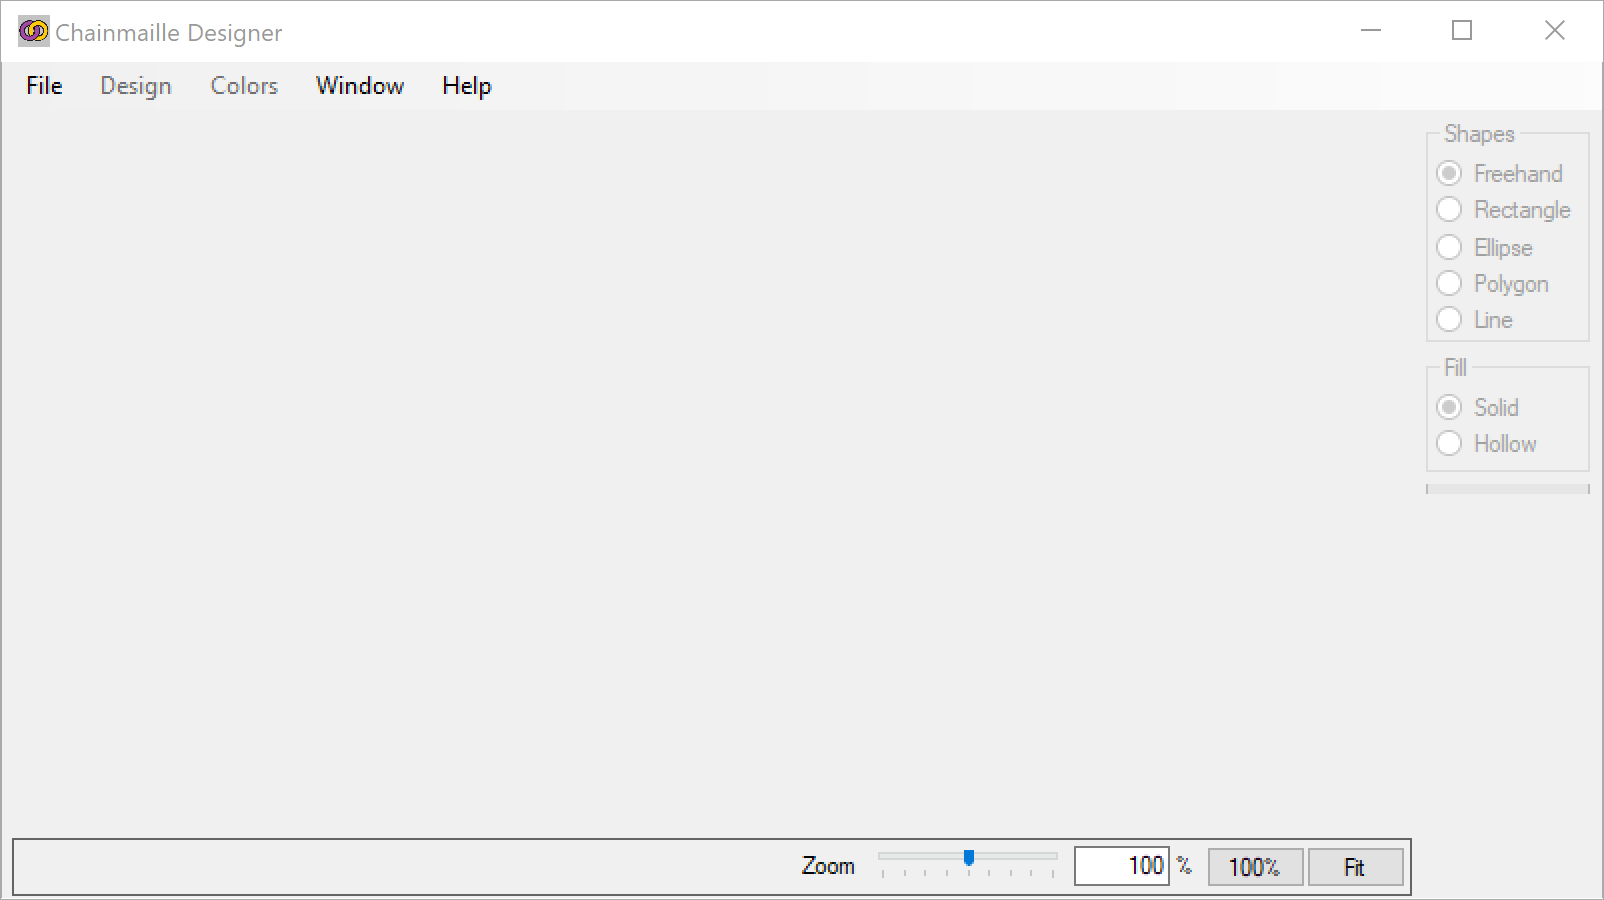 Chainmaille Designer
File Design Colors Window Help
Shapes
Freehand
Rectangle
Ellipse
Polygon
Line
Fill
Solid
Hollow
Zoom 100 % 100% Fit